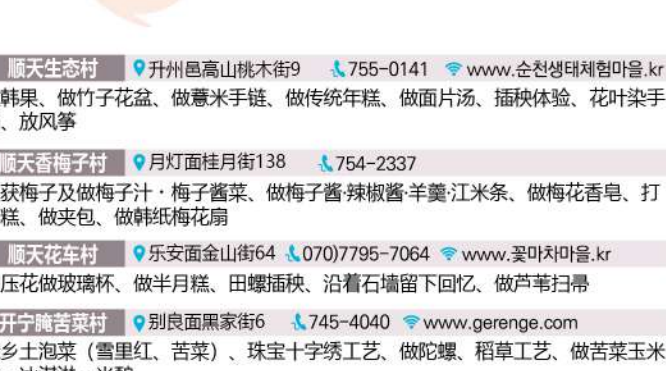 顺天生态村 升州邑高山桃木街9 755-0141 www.순천생태체험마을.kr
韩果、做竹子花盆、做薏米手链、做传统年糕、做面片汤、插秧体验、花叶染手
、放风筝
顺天香梅子村 月灯面桂月街138 754-2337
获梅子及做梅子汁·梅子酱菜、做梅子酱·辣椒酱·羊羹·江米条、做梅花香皂、打
糕、做夹包、做韩纸梅花扇
顺天花车村 乐安面金山街64 070)7795-7064 www.꽃마차마을.kr
压花做玻璃杯、做半月糕、田螺插秧、沿着石墙留下回忆、做芦苇扫帚
开宁腌苦菜村 别良面黑家街6 745-4040 www.gerenge.com
乡土泡菜（雪里红、苦菜）、珠宝十字绣工艺、做陀螺、稻草工艺、做苦菜玉米